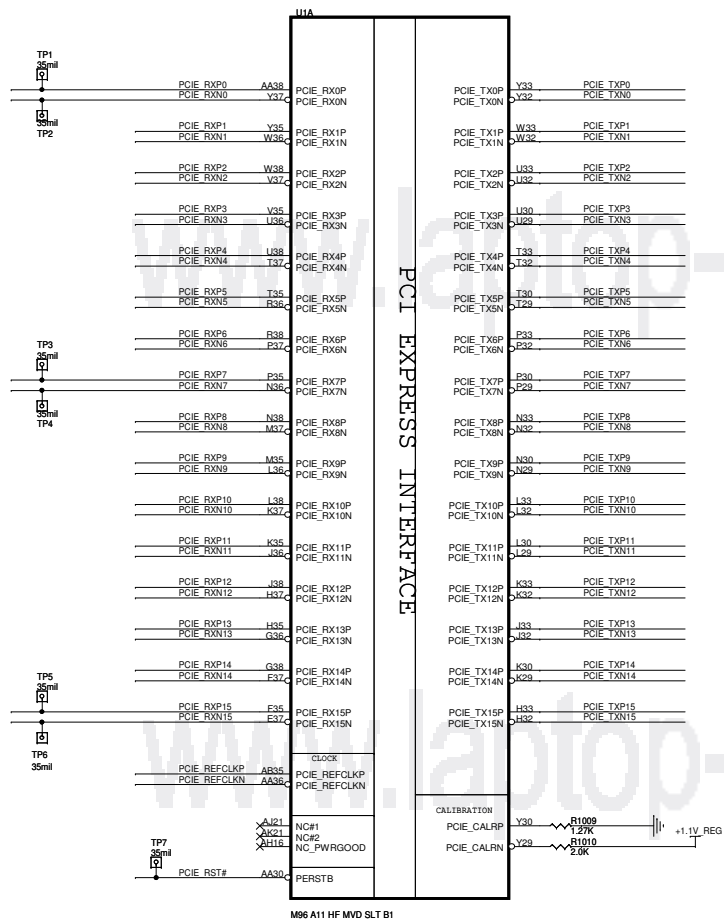 U1A
TP1
35mil
PCIE_RXP0 AA38 PCIE_RX0P PCIE_TX0P Y33 PCIE_TXP0
PCIE_RXN0 Y37 PCIE_RX0N PCIE_TX0N Y32 PCIE_TXN0
35mil
TP2
PCIE_RXP1 Y35 PCIE_RX1P PCIE_TX1P W33 PCIE_TXP1
PCIE_RXN1 W36 PCIE_RX1N PCIE_TX1N W32 PCIE_TXN1
PCIE_RXP2 W38 PCIE_RX2P PCIE_TX2P U33 PCIE_TXP2
PCIE_RXN2 V37 PCIE_RX2N PCIE_TX2N U32 PCIE_TXN2
PCIE_RXP3 V35 PCIE_RX3P PCIE_TX3P U30 PCIE_TXP3
PCIE_RXN3 U36 PCIE_RX3N PCIE_TX3N U29 PCIE_TXN3
www.laptop-
PCIE_RXP4 U38 PCIE_RX4P PCIE_TX4P T33 PCIE_TXP4
PCIE_RXN4 T37 PCIE_RX4N PCIE_TX4N T32 PCIE_TXN4
PCI EXPRESS INTERFACE
PCIE_RXP5 T35 PCIE_RX5P PCIE_TX5P T30 PCIE_TXP5
PCIE_RXN5 R36 PCIE_RX5N PCIE_TX5N T29 PCIE_TXN5
PCIE_RXP6 R38 PCIE_RX6P PCIE_TX6P P33 PCIE_TXP6
PCIE_RXN6 P37 PCIE_RX6N PCIE_TX6N P32 PCIE_TXN6
TP3
35mil
PCIE_RXP7 P35 PCIE_RX7P PCIE_TX7P P30 PCIE_TXP7
PCIE_RXN7 N36 PCIE_RX7N PCIE_TX7N P29 PCIE_TXN7
35mil
TP4
PCIE_RXP8 N38 PCIE_RX8P PCIE_TX8P N33 PCIE_TXP8
PCIE_RXN8 M37 PCIE_RX8N PCIE_TX8N N32 PCIE_TXN8
PCIE_RXP9 M35 PCIE_RX9P PCIE_TX9P N30 PCIE_TXP9
PCIE_RXN9 L36 PCIE_RX9N PCIE_TX9N N29 PCIE_TXN9
PCIE_RXP10 L38 PCIE_RX10P PCIE_TX10P L33 PCIE_TXP10
PCIE_RXN10 K37 PCIE_RX10N PCIE_TX10N L32 PCIE_TXN10
PCIE_RXP11 K35 PCIE_RX11P PCIE_TX11P L30 PCIE_TXP11
PCIE_RXN11 J36 PCIE_RX11N PCIE_TX11N L29 PCIE_TXN11
PCIE_RXP12 J38 PCIE_RX12P PCIE_TX12P K33 PCIE_TXP12
PCIE_RXN12 H37 PCIE_RX12N PCIE_TX12N K32 PCIE_TXN12
PCIE_RXP13 H35 PCIE_RX13P PCIE_TX13P J33 PCIE_TXP13
PCIE_RXN13 G36 PCIE_RX13N PCIE_TX13N J32 PCIE_TXN13
PCIE_RXP14 G38 PCIE_RX14P PCIE_TX14P K30 PCIE_TXP14
PCIE_RXN14 F37 PCIE_RX14N PCIE_TX14N K29 PCIE_TXN14
TP5
35mil
PCIE_RXP15 F35 PCIE_RX15P PCIE_TX15P H33 PCIE_TXP15
PCIE_RXN15 E37 PCIE_RX15N PCIE_TX15N H32 PCIE_TXN15
TP6
35mil
www.laptop-
CLOCK
PCIE_REFCLKP AB35 PCIE_REFCLKP
PCIE_REFCLKN AA36 PCIE_REFCLKN
CALIBRATION
AJ21 NC#1 PCIE_CALRP Y30 R1009
1.27K
AK21 NC#2
AH16 NC_PWRGOOD PCIE_CALRN Y29 R1010
2.0K
+1.1V_REG
TP7
35mil
PCIE_RST# AA30 PERSTB
M96 A11 HF MVD SLT B1